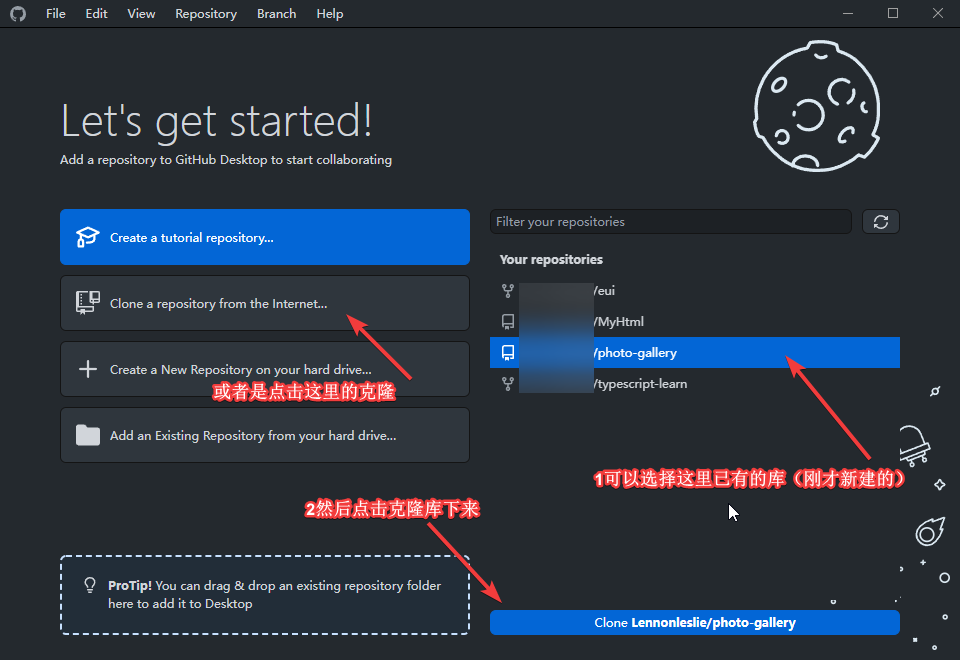 File Edit View Repository Branch Help
Let's get started!
Add a repository to GitHub Desktop to start collaborating
Create a tutorial repository...
Clone a repository from the Internet...
Create a New Repository on your hard drive...
或者是点击这里的克隆
Add an Existing Repository from your hard drive...
Filter your repositories
Your repositories
/eui
/MyHtml
/photo-gallery
/typescript-learn
1可以选择这里已有的库（刚才新建的）
2然后点击克隆库下来
ProTip! You can drag & drop an existing repository folder
here to add it to Desktop
Clone Lennonleslie/photo-gallery